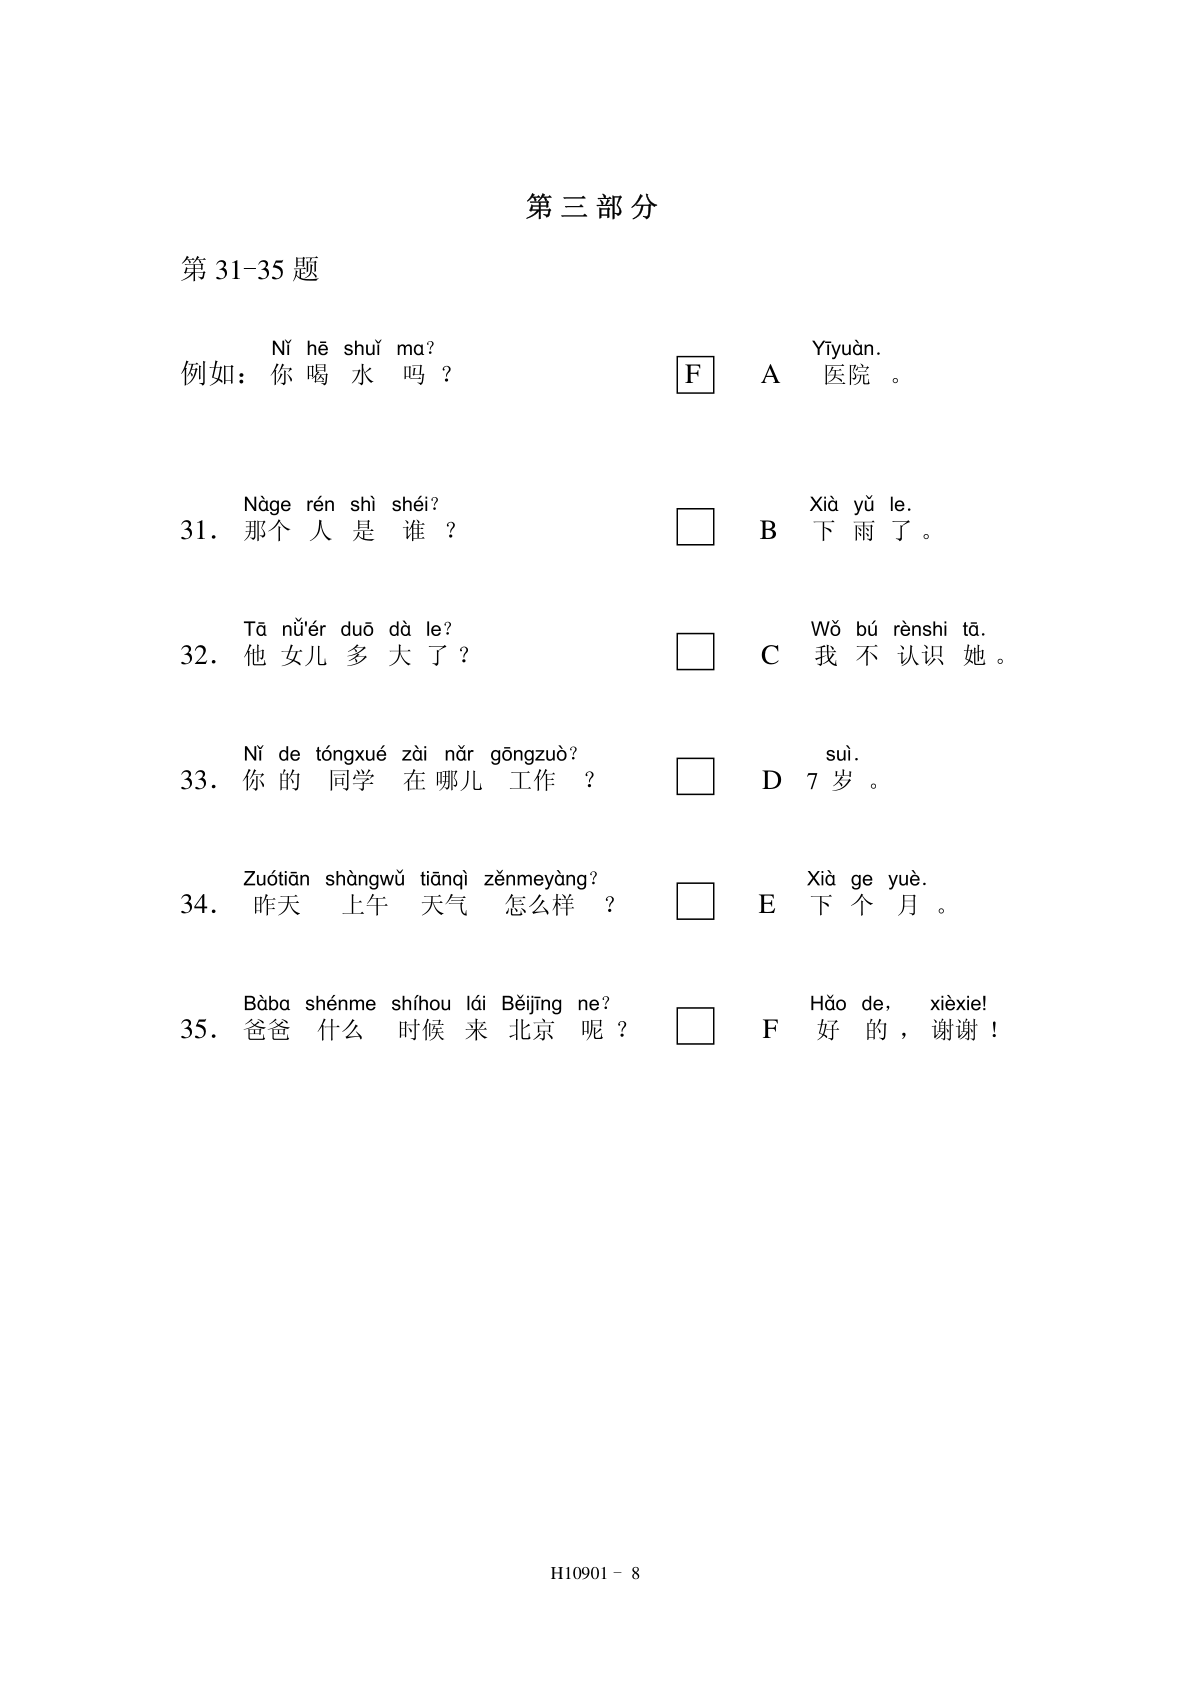 第三部分
第 31-35 题
Nǐ hē shuǐ ma? Yīyuàn.
例如：你 喝 水 吗？ F A 医院 。
Nàge rén shì shéi? Xià yǔ le.
31. 那个 人 是 谁 ？ B 下 雨 了 。
Tā nǚ'ér duō dà le? Wǒ bú rènshi tā.
32. 他 女儿 多 大 了？ C 我 不 认识 她 。
Nǐ de tóngxué zài nǎr gōngzuò? suì.
33. 你 的 同学 在 哪儿 工作 ？ D 7 岁 。
Zuótiān shàngwǔ tiānqì zěnmeyàng? Xià ge yuè.
34. 昨天 上午 天气 怎么样 ？ E 下 个 月 。
Bàba shénme shíhou lái Běijīng ne? Hǎo de, xièxie!
35. 爸爸 什么 时候 来 北京 呢？ F 好 的 ，谢谢！
H10901 - 8